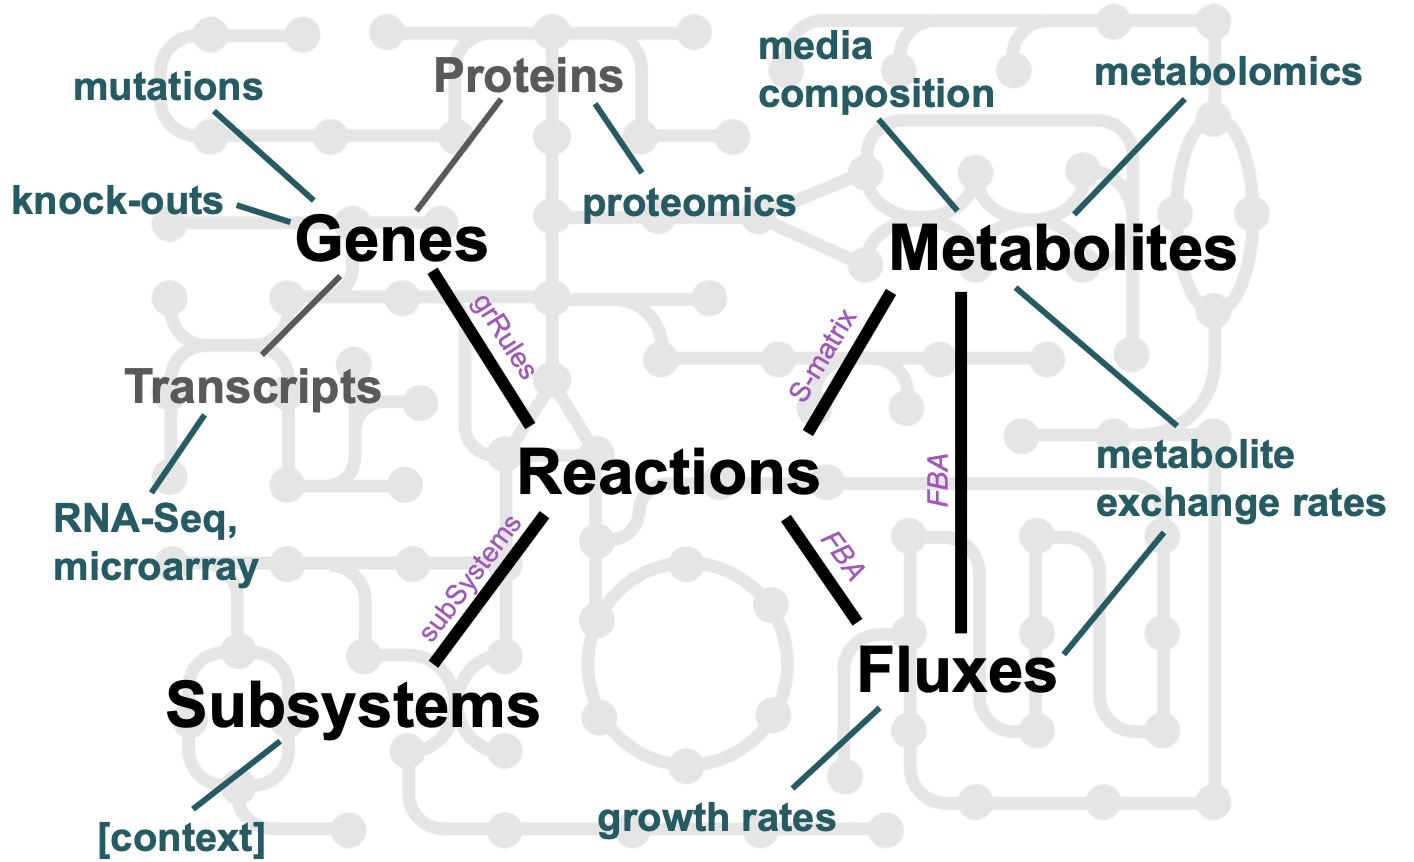 mutations
Proteins
media
composition
metabolomics
knock-outs
proteomics
Genes
Metabolites
grRules
S-matrix
Transcripts
RNA-Seq,
microarray
Reactions
FBA
metabolite
exchange rates
subSystems
FBA
Subsystems
Fluxes
[context]
growth rates